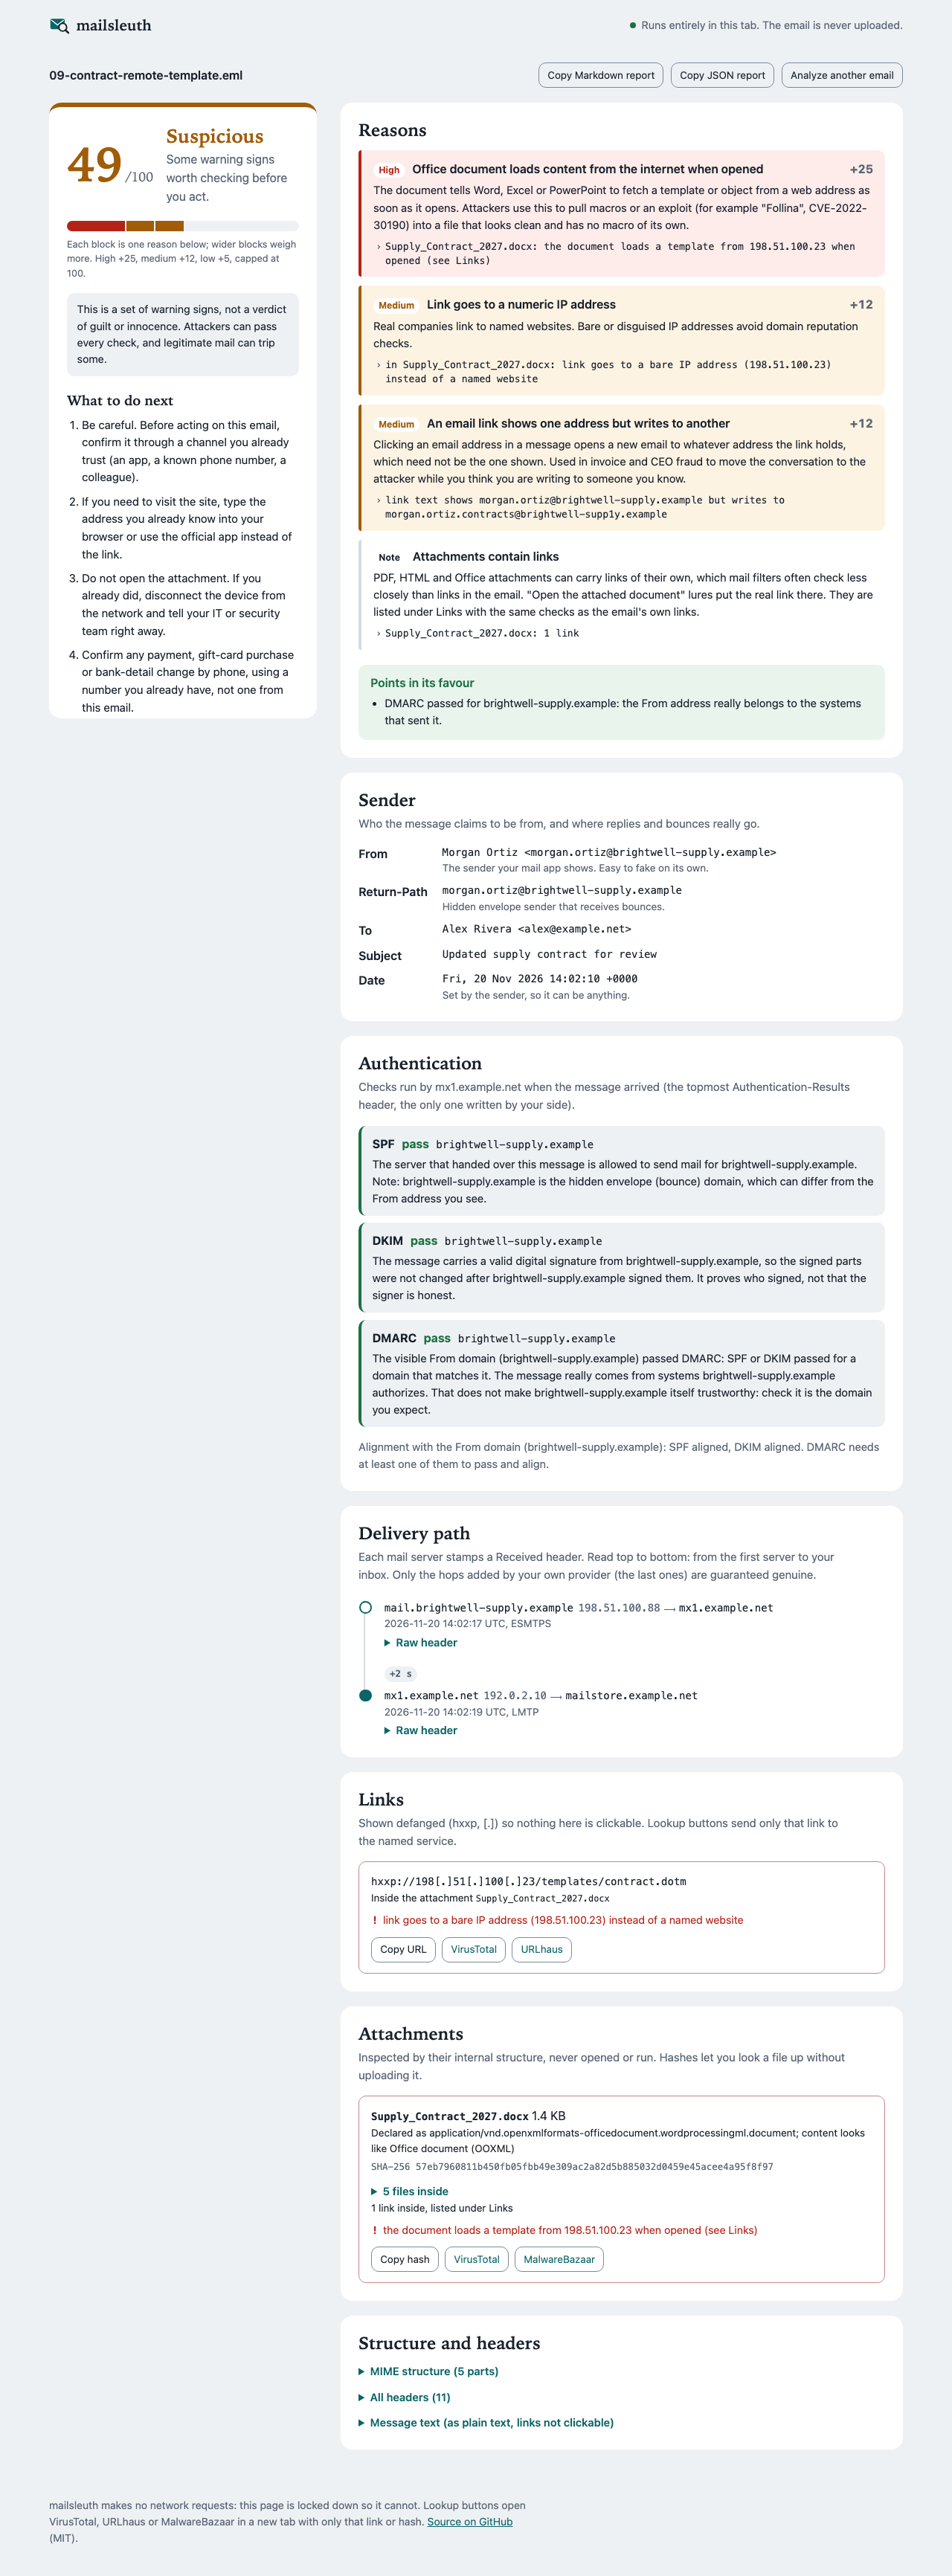 mailsleuth
Runs entirely in this tab. The email is never uploaded.
09-contract-remote-template.eml
Copy Markdown report
Copy JSON report
Analyze another email
49 /100
Suspicious
Some warning signs
worth checking before
you act.
Each block is one reason below; wider blocks weigh
more. High +25, medium +12, low +5, capped at
100.
This is a set of warning signs, not a verdict
of guilt or innocence. Attackers can pass
every check, and legitimate mail can trip
some.
What to do next
1. Be careful. Before acting on this email,
confirm it through a channel you already
trust (an app, a known phone number, a
colleague).
2. If you need to visit the site, type the
address you already know into your
browser or use the official app instead of
the link.
3. Do not open the attachment. If you
already did, disconnect the device from
the network and tell your IT or security
team right away.
4. Confirm any payment, gift-card purchase
or bank-detail change by phone, using a
number you already have, not one from
this email.
Reasons
High Office document loads content from the internet when opened +25
The document tells Word, Excel or PowerPoint to fetch a template or object from a web address as
soon as it opens. Attackers use this to pull macros or an exploit (for example "Follina", CVE-2022-
30190) into a file that looks clean and has no macro of its own.
› Supply_Contract_2027.docx: the document loads a template from 198.51.100.23 when
opened (see Links)
Medium Link goes to a numeric IP address +12
Real companies link to named websites. Bare or disguised IP addresses avoid domain reputation
checks.
› in Supply_Contract_2027.docx: link goes to a bare IP address (198.51.100.23)
instead of a named website
Medium An email link shows one address but writes to another +12
Clicking an email address in a message opens a new email to whatever address the link holds,
which need not be the one shown. Used in invoice and CEO fraud to move the conversation to the
attacker while you think you are writing to someone you know.
› link text shows morgan.ortiz@brightwell-supply.example but writes to
morgan.ortiz.contracts@brightwell-supp1y.example
Note Attachments contain links
PDF, HTML and Office attachments can carry links of their own, which mail filters often check less
closely than links in the email. "Open the attached document" lures put the real link there. They are
listed under Links with the same checks as the email's own links.
› Supply_Contract_2027.docx: 1 link
Points in its favour
• DMARC passed for brightwell-supply.example: the From address really belongs to the systems
that sent it.
Sender
Who the message claims to be from, and where replies and bounces really go.
From Morgan Ortiz <morgan.ortiz@brightwell-supply.example>
The sender your mail app shows. Easy to fake on its own.
Return-Path morgan.ortiz@brightwell-supply.example
Hidden envelope sender that receives bounces.
To Alex Rivera <alex@example.net>
Subject Updated supply contract for review
Date Fri, 20 Nov 2026 14:02:10 +0000
Set by the sender, so it can be anything.
Authentication
Checks run by mx1.example.net when the message arrived (the topmost Authentication-Results
header, the only one written by your side).
SPF pass brightwell-supply.example
The server that handed over this message is allowed to send mail for brightwell-supply.example.
Note: brightwell-supply.example is the hidden envelope (bounce) domain, which can differ from the
From address you see.
DKIM pass brightwell-supply.example
The message carries a valid digital signature from brightwell-supply.example, so the signed parts
were not changed after brightwell-supply.example signed them. It proves who signed, not that the
signer is honest.
DMARC pass brightwell-supply.example
The visible From domain (brightwell-supply.example) passed DMARC: SPF or DKIM passed for a
domain that matches it. The message really comes from systems brightwell-supply.example
authorizes. That does not make brightwell-supply.example itself trustworthy: check it is the domain
you expect.
Alignment with the From domain (brightwell-supply.example): SPF aligned, DKIM aligned. DMARC needs
at least one of them to pass and align.
Delivery path
Each mail server stamps a Received header. Read top to bottom: from the first server to your
inbox. Only the hops added by your own provider (the last ones) are guaranteed genuine.
mail.brightwell-supply.example 198.51.100.88 → mx1.example.net
2026-11-20 14:02:17 UTC, ESMTPS
▶ Raw header
+2 s
mx1.example.net 192.0.2.10 → mailstore.example.net
2026-11-20 14:02:19 UTC, LMTP
▶ Raw header
Links
Shown defanged (hxxp, [.]) so nothing here is clickable. Lookup buttons send only that link to
the named service.
hxxp://198[.]51[.]100[.]23/templates/contract.dotm
Inside the attachment Supply_Contract_2027.docx
! link goes to a bare IP address (198.51.100.23) instead of a named website
Copy URL
VirusTotal
URLhaus
Attachments
Inspected by their internal structure, never opened or run. Hashes let you look a file up without
uploading it.
Supply_Contract_2027.docx 1.4 KB
Declared as application/vnd.openxmlformats-officedocument.wordprocessingml.document; content looks
like Office document (OOXML)
SHA-256 57eb7960811b450fb05fbb49e309ac2a82d5b885032d0459e45acee4a95f8f97
▶ 5 files inside
1 link inside, listed under Links
! the document loads a template from 198.51.100.23 when opened (see Links)
Copy hash
VirusTotal
MalwareBazaar
Structure and headers
▶ MIME structure (5 parts)
▶ All headers (11)
▶ Message text (as plain text, links not clickable)
mailsleuth makes no network requests: this page is locked down so it cannot. Lookup buttons open
VirusTotal, URLhaus or MalwareBazaar in a new tab with only that link or hash. Source on GitHub
(MIT).